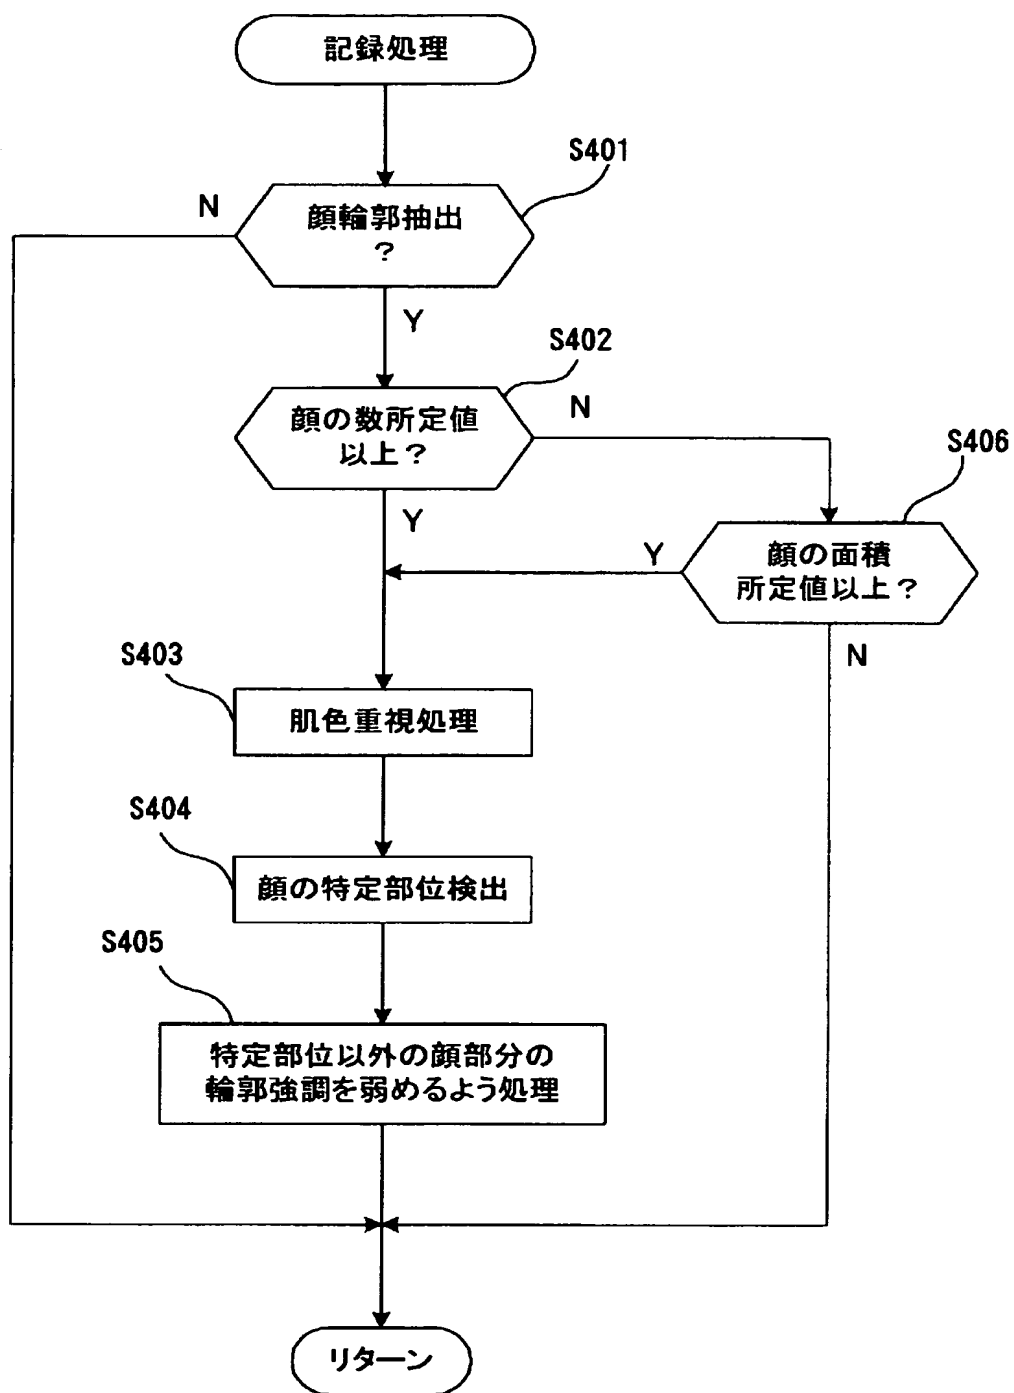 記録処理
S401
N
顔輪郭抽出
？
Y
S402
顔の数所定値
以上？
N
S406
Y
Y
顔の面積
所定値以上？
N
S403
肌色重視処理
S404
顔の特定部位検出
S405
特定部位以外の顔部分の
輪郭強調を弱めるよう処理
リターン